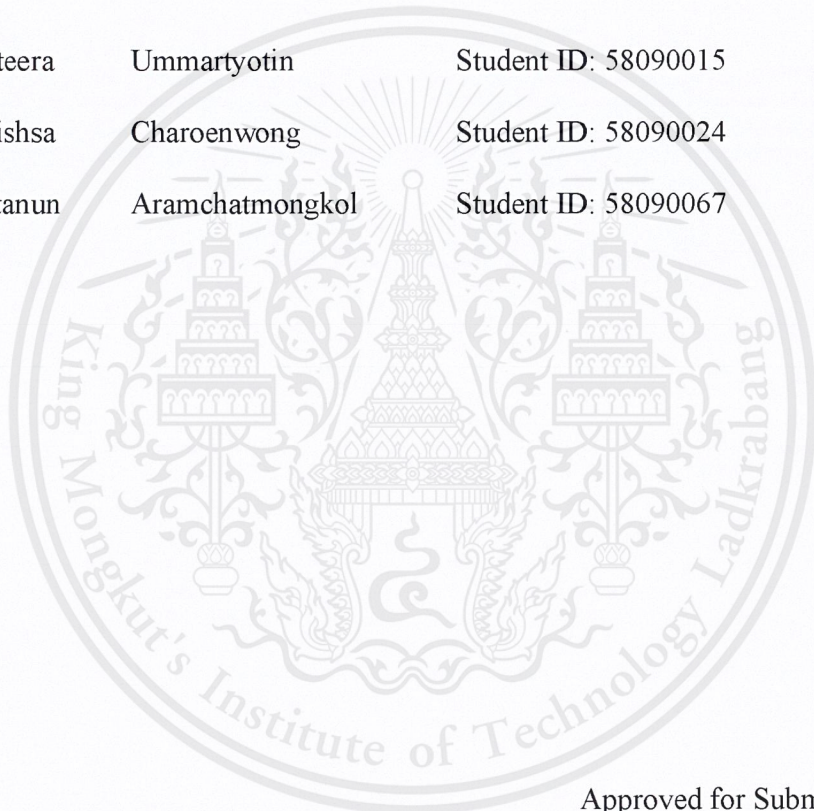 teera Ummartyotin Student ID: 58090015
ishsa Charoenwong Student ID: 58090024
tanun Aramchatmongkol Student ID: 58090067
King Mongkut's Institute of Technology Ladkrabang
Approved for Subm